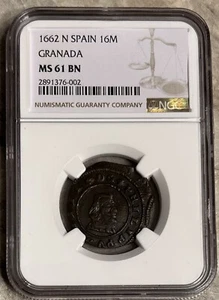 1662 N SPAIN 16M
GRANADA
MS 61 BN
2891376-002
NUMISMATIC GUARANTY COMPANY
NGC